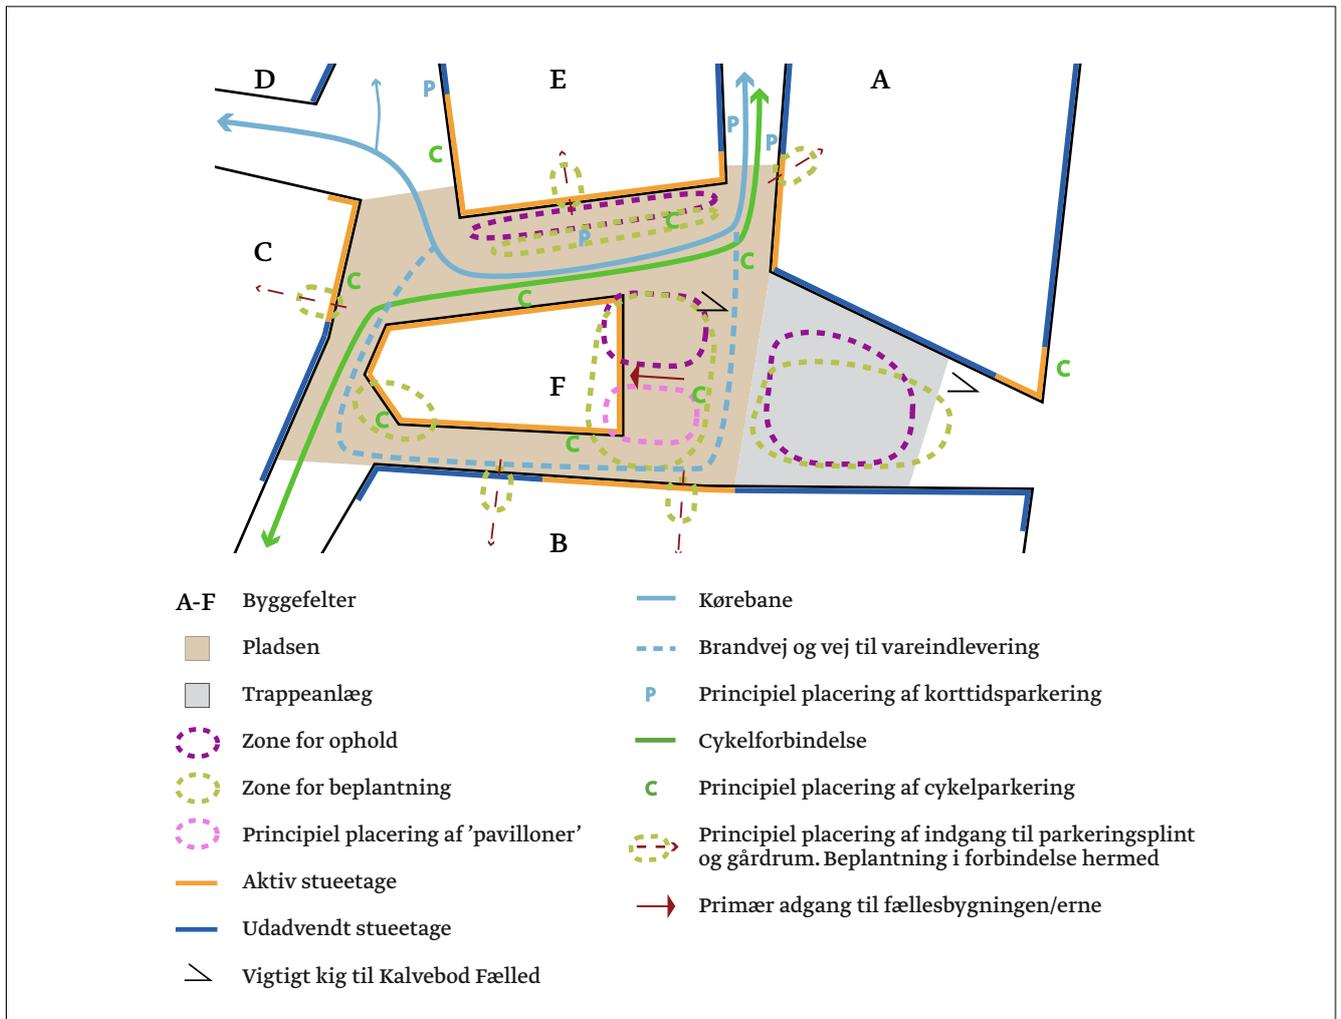 D
E
A
P
P
P
C
C
C
P
C
C
C
C
F
C
C
C
B
A-F Byggefelter
Pladsen
Trappeanlæg
Zone for ophold
Zone for beplantning
Principiel placering af ’pavilloner’
Aktiv stueetage
Udadvendt stueetage
Vigtigt kig til Kalvebod Fælled
Kørebane
Brandvej og vej til vareindlevering
P Principiel placering af korttidsparkering
Cykelforbindelse
C Principiel placering af cykelparkering
Principiel placering af indgang til parkeringsplint
og gårdrum. Beplantning i forbindelse hermed
Primær adgang til fællesbygningen/erne